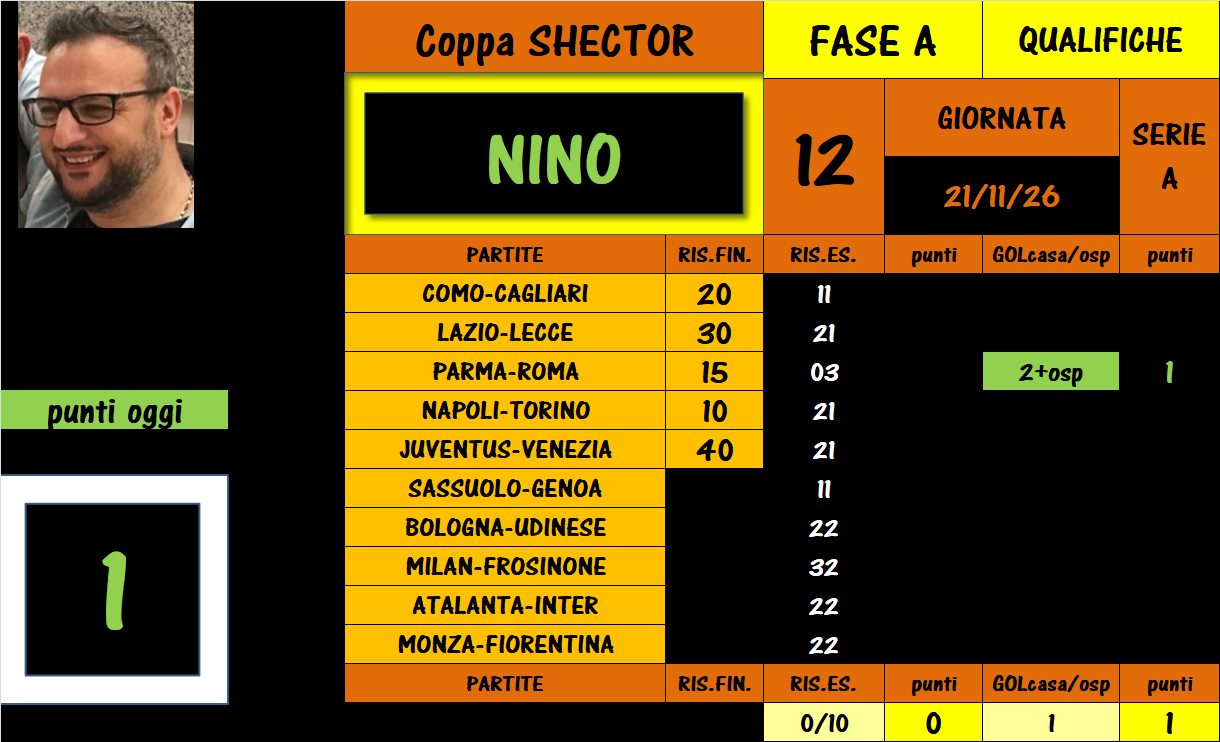 Coppa SHECTOR FASE A QUALIFICHE
NINO 12 GIORNATA SERIE A
21/11/26
PARTITE RIS.FIN. RIS.ES. punti GOLcasa/osp punti
COMO-CAGLIARI 20 11
LAZIO-LECCE 30 21
PARMA-ROMA 15 03 2+osp 1
NAPOLI-TORINO 10 21
JUVENTUS-VENEZIA 40 21
SASSUOLO-GENOA 11
BOLOGNA-UDINESE 22
MILAN-FROSINONE 32
ATALANTA-INTER 22
MONZA-FIORENTINA 22
PARTITE RIS.FIN. RIS.ES. punti GOLcasa/osp punti
0/10 0 1 1
punti oggi
1